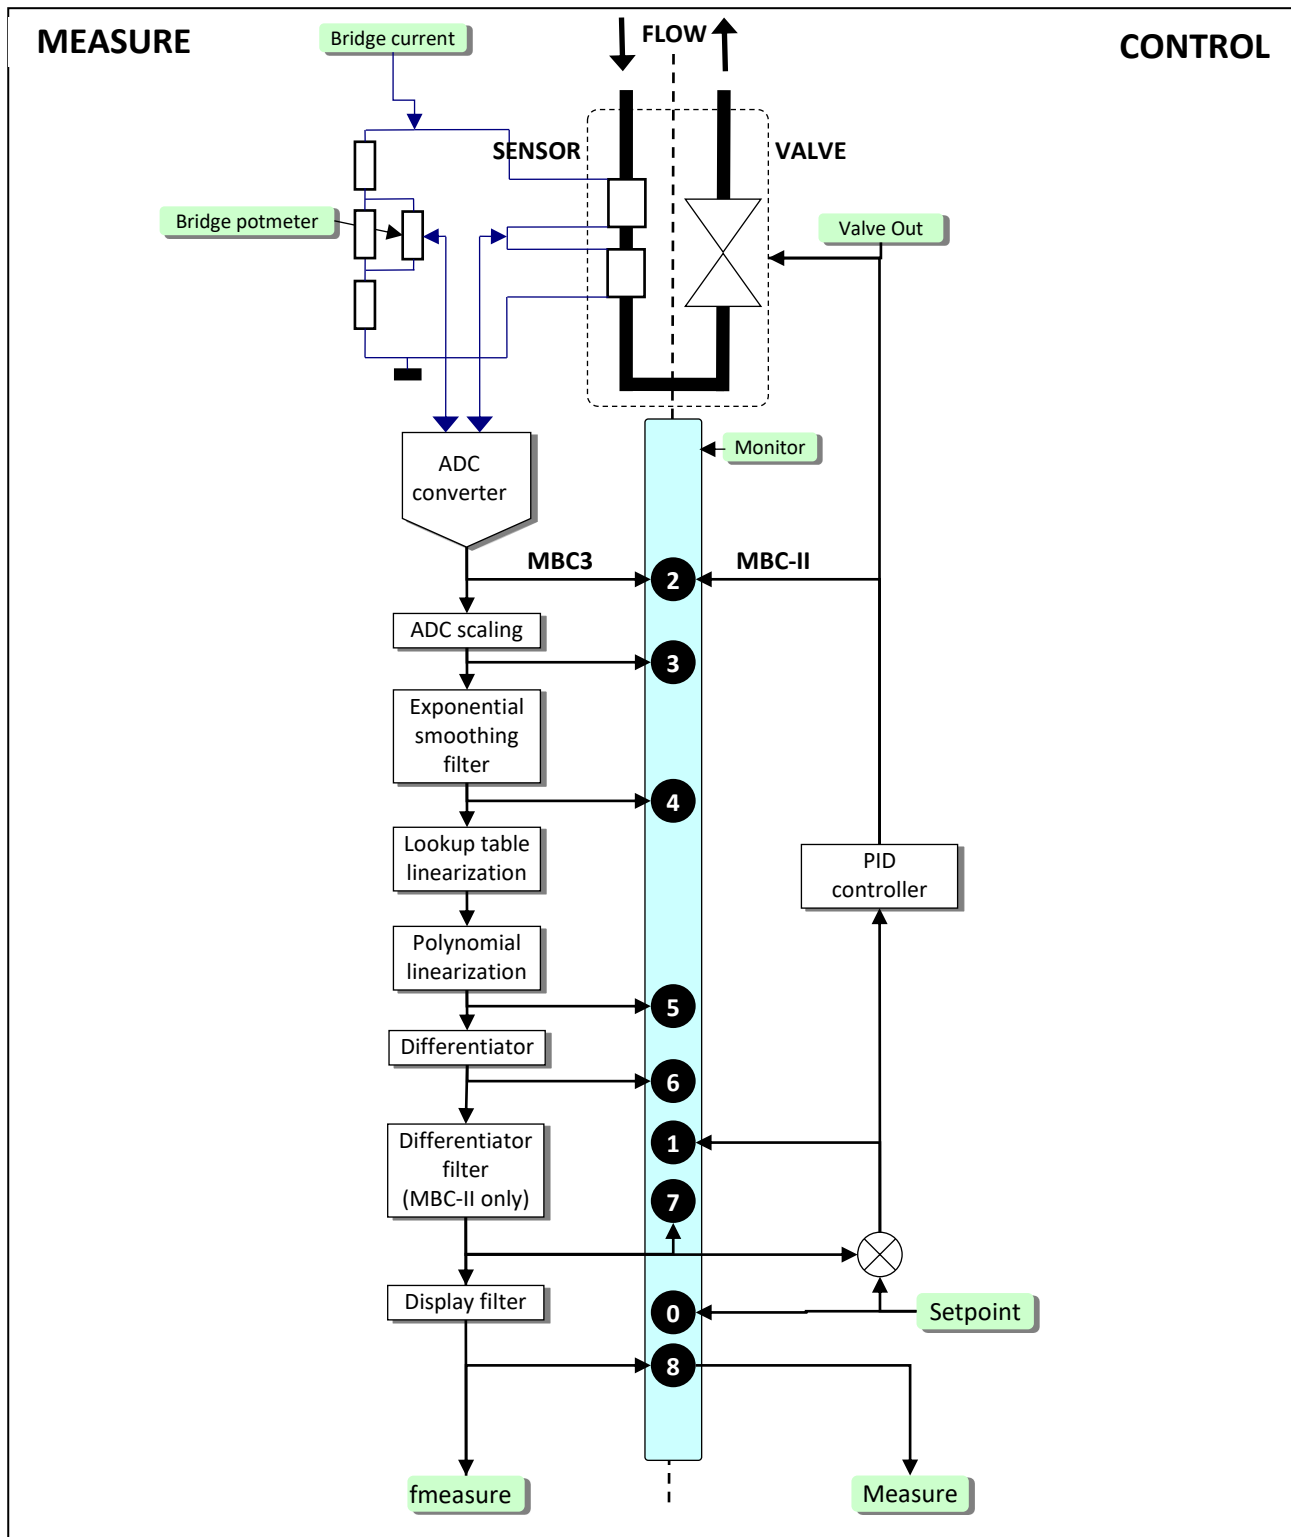 MEASURE
Bridge current
FLOW
CONTROL
SENSOR
VALVE
Bridge potmeter
Valve Out
Monitor
ADC
converter
MBC3
2
MBC-II
ADC scaling
3
Exponential
smoothing
filter
4
Lookup table
linearization
PID
controller
Polynomial
linearization
5
Differentiator
6
Differentiator
filter
(MBC-II only)
1
7
Display filter
0
Setpoint
8
fmeasure
Measure